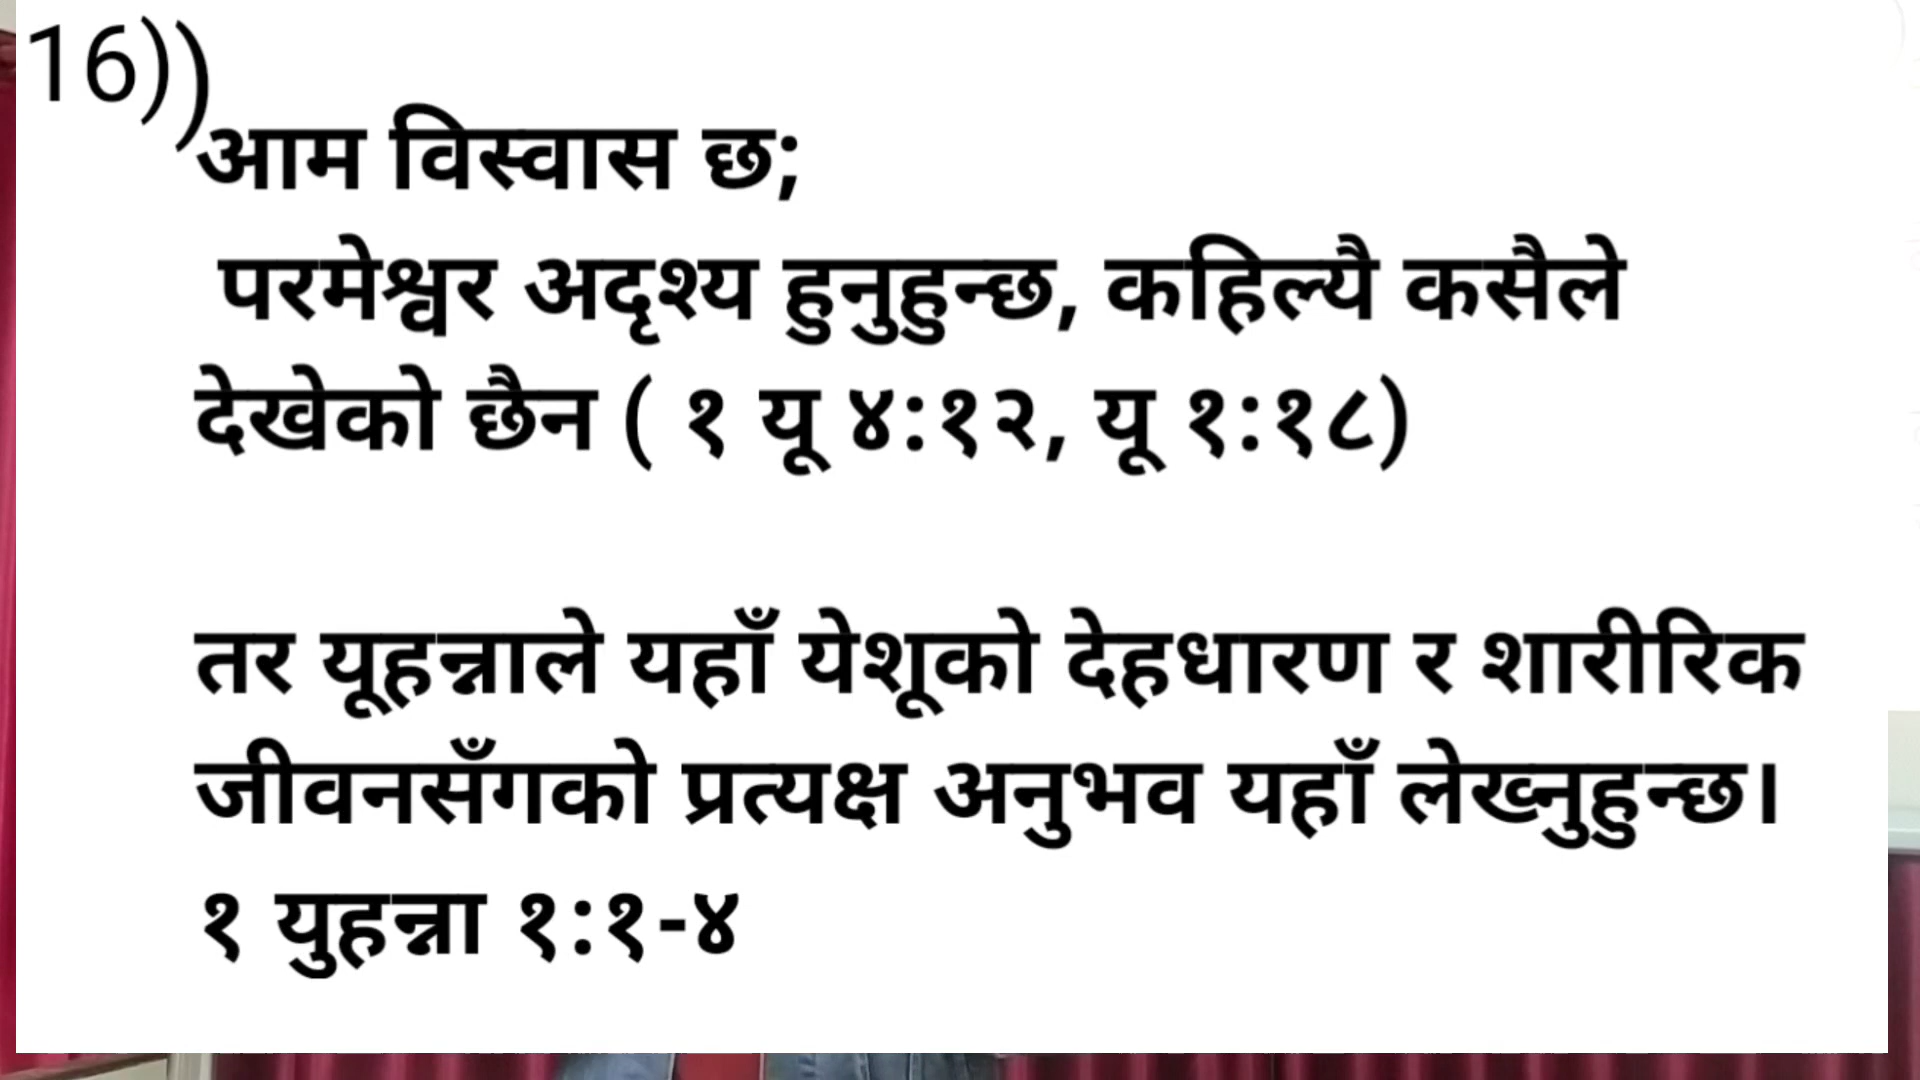 16))
आम विस्वास छ;
परमेश्वर अदृश्य हुनुहुन्छ, कहिल्यै कसैले
देखेको छैन ( १ यू ४:१२, यू १:१८)
तर यूहन्नाले यहाँ येशूको देहधारण र शारीरिक
जीवनसँगको प्रत्यक्ष अनुभव यहाँ लेख्नुहुन्छ।
१ युहन्ना १:१-४